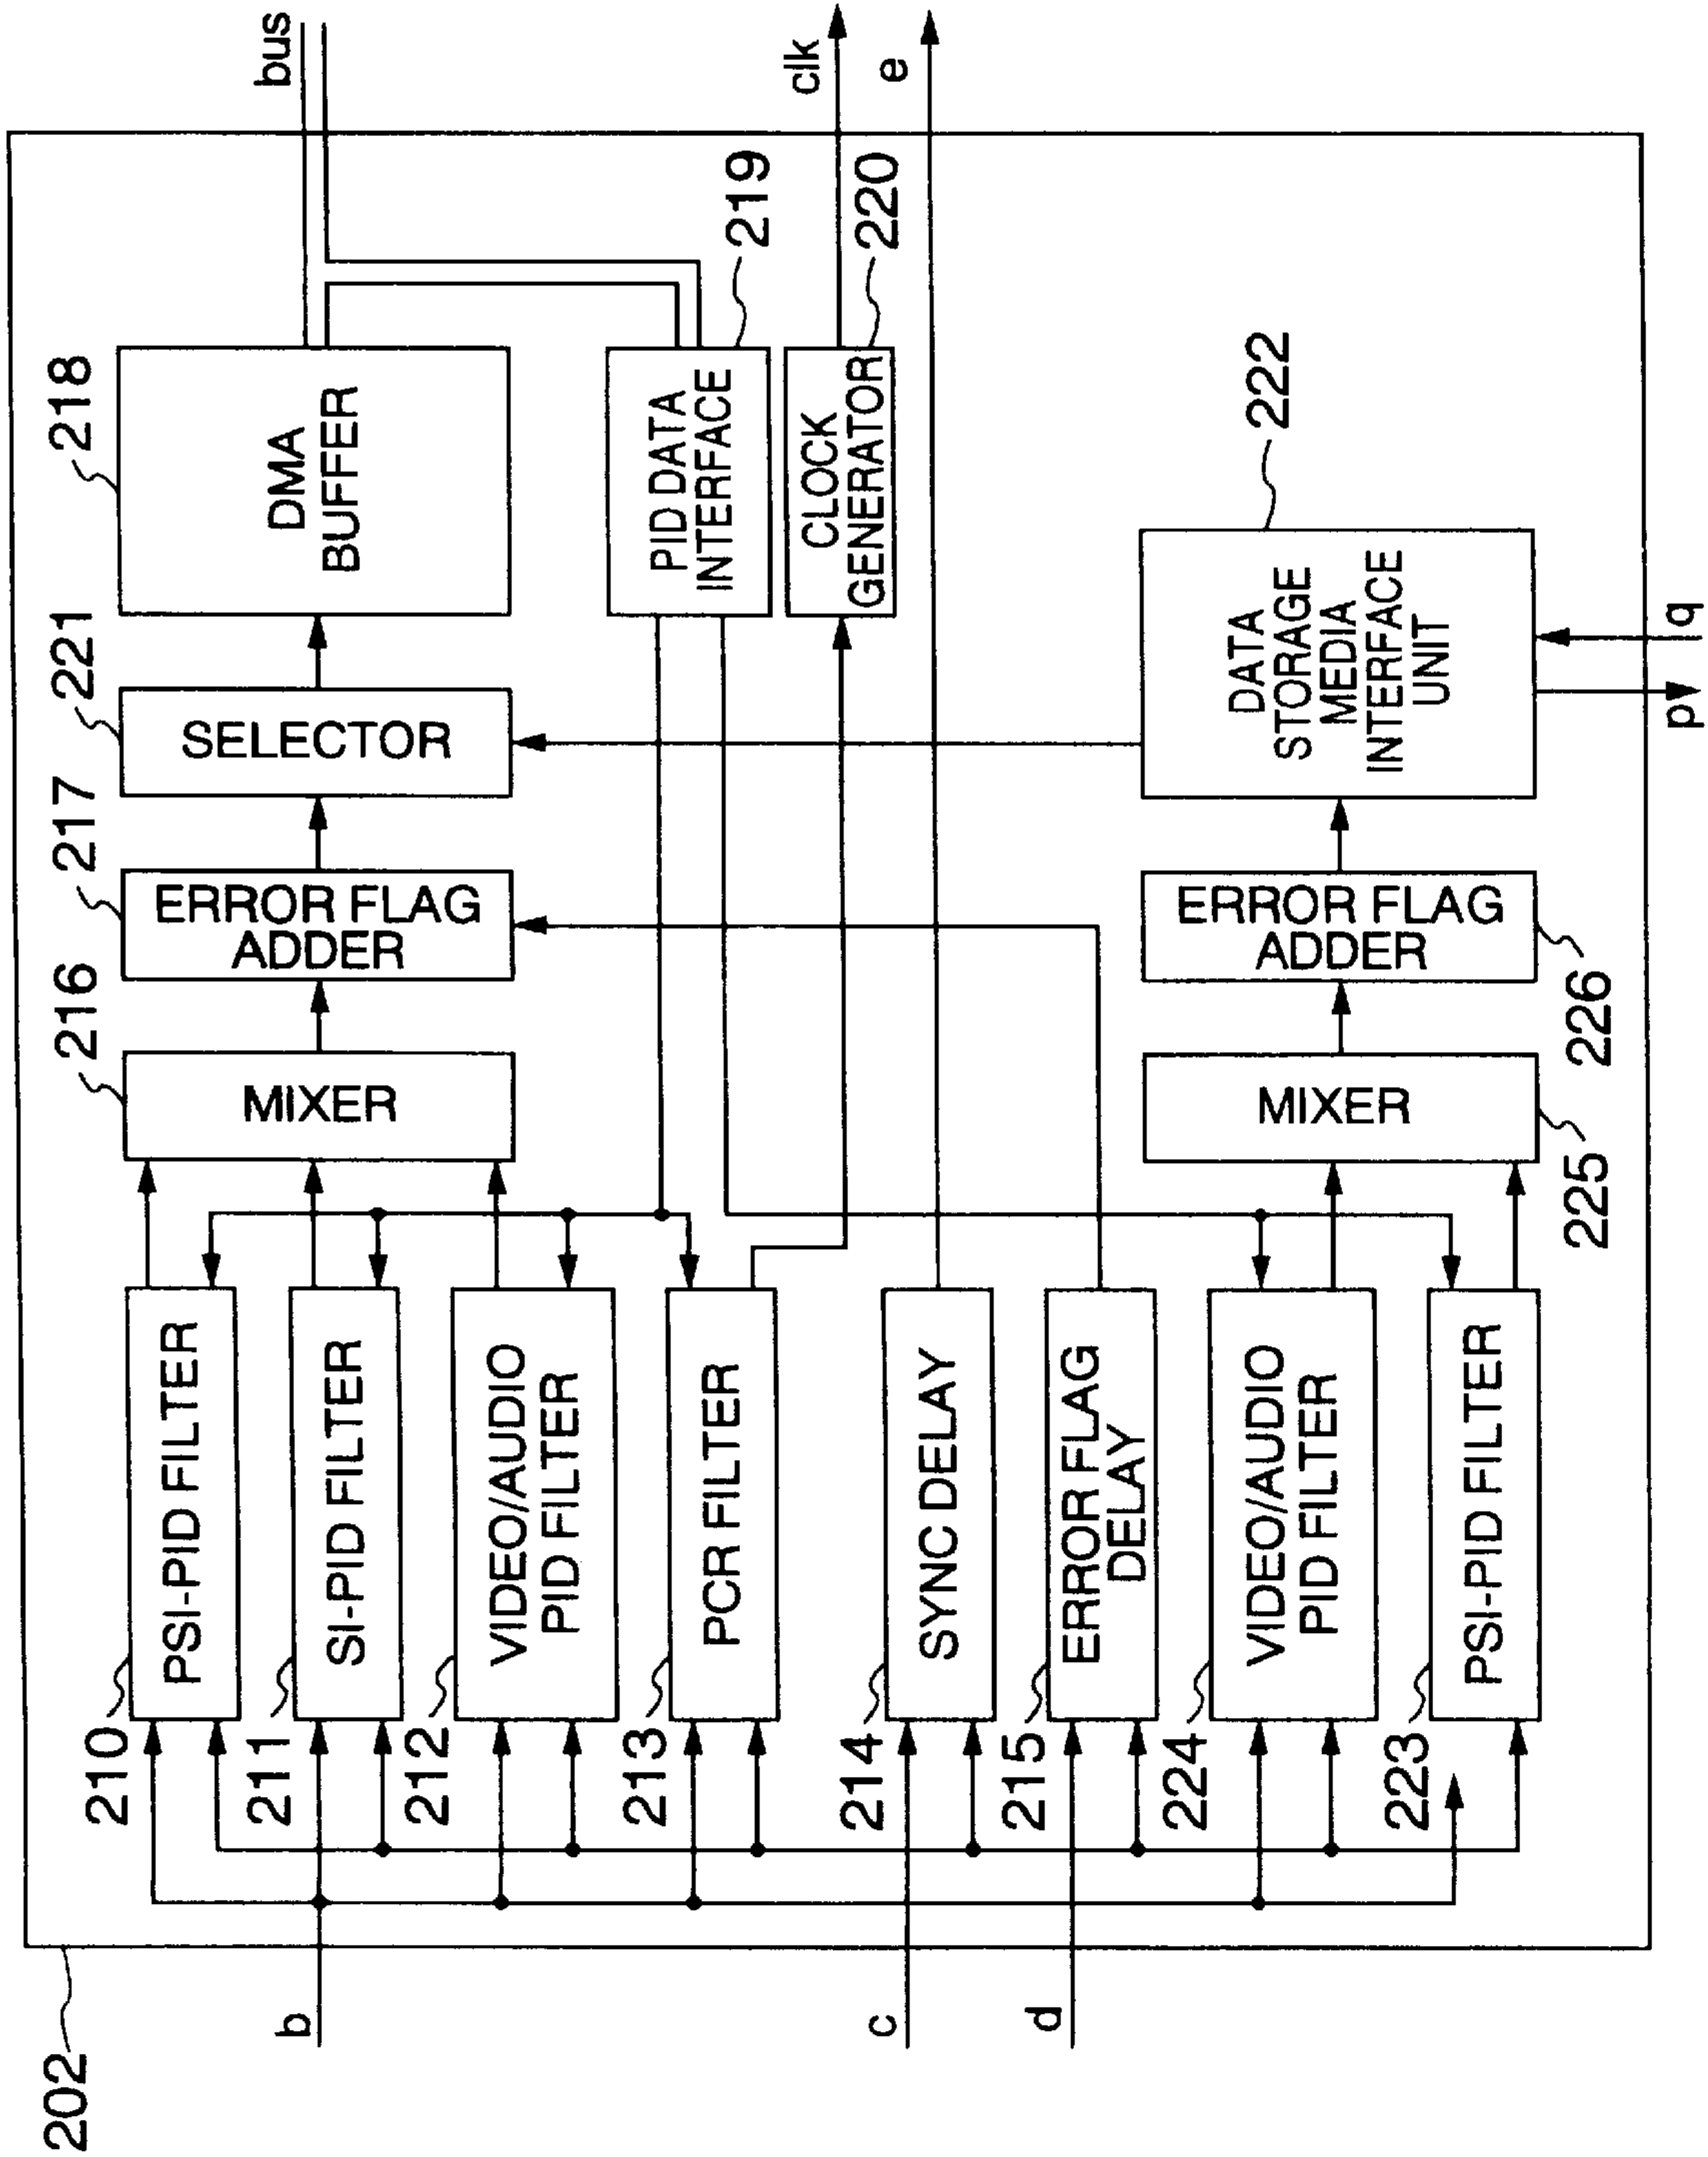 202
b
c
d
210
PSI-PID FILTER
211
SI-PID FILTER
212
VIDEO/AUDIO
PID FILTER
213
PCR FILTER
214
SYNC DELAY
215
ERROR FLAG
DELAY
224
VIDEO/AUDIO
PID FILTER
223
PSI-PID FILTER
216
MIXER
217
ERROR FLAG
ADDER
221
SELECTOR
218
DMA
BUFFER
bus
219
PID DATA
INTERFACE
220
CLOCK
GENERATOR
clk
e
225
MIXER
226
ERROR FLAG
ADDER
222
DATA
STORAGE
MEDIA
INTERFACE
UNIT
p
q